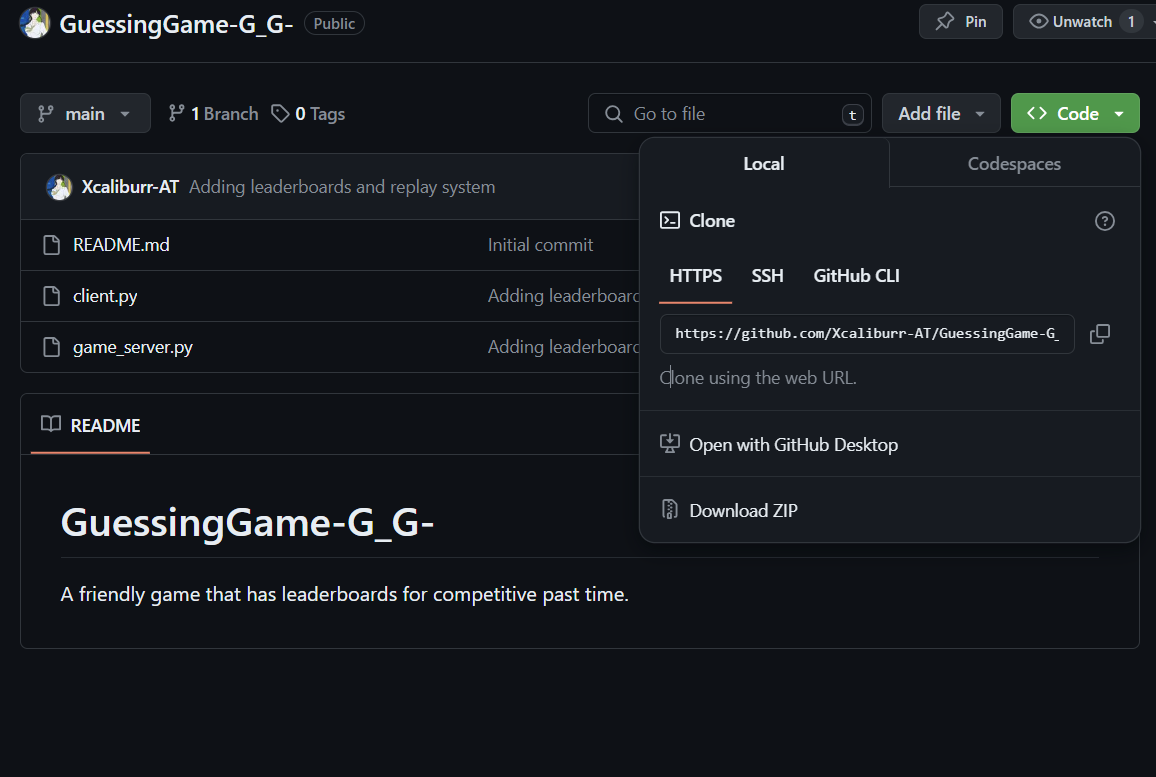 GuessingGame-G_G- Public Pin Unwatch 1
main 1 Branch 0 Tags Go to file t Add file Code
Local Codespaces
Xcaliburr-AT Adding leaderboards and replay system
Clone
README.md Initial commit
HTTPS SSH GitHub CLI
client.py Adding leaderboard
https://github.com/Xcaliburr-AT/GuessingGame-G_
game_server.py Adding leaderboard
Clone using the web URL.
README
Open with GitHub Desktop
Download ZIP
GuessingGame-G_G-
A friendly game that has leaderboards for competitive past time.